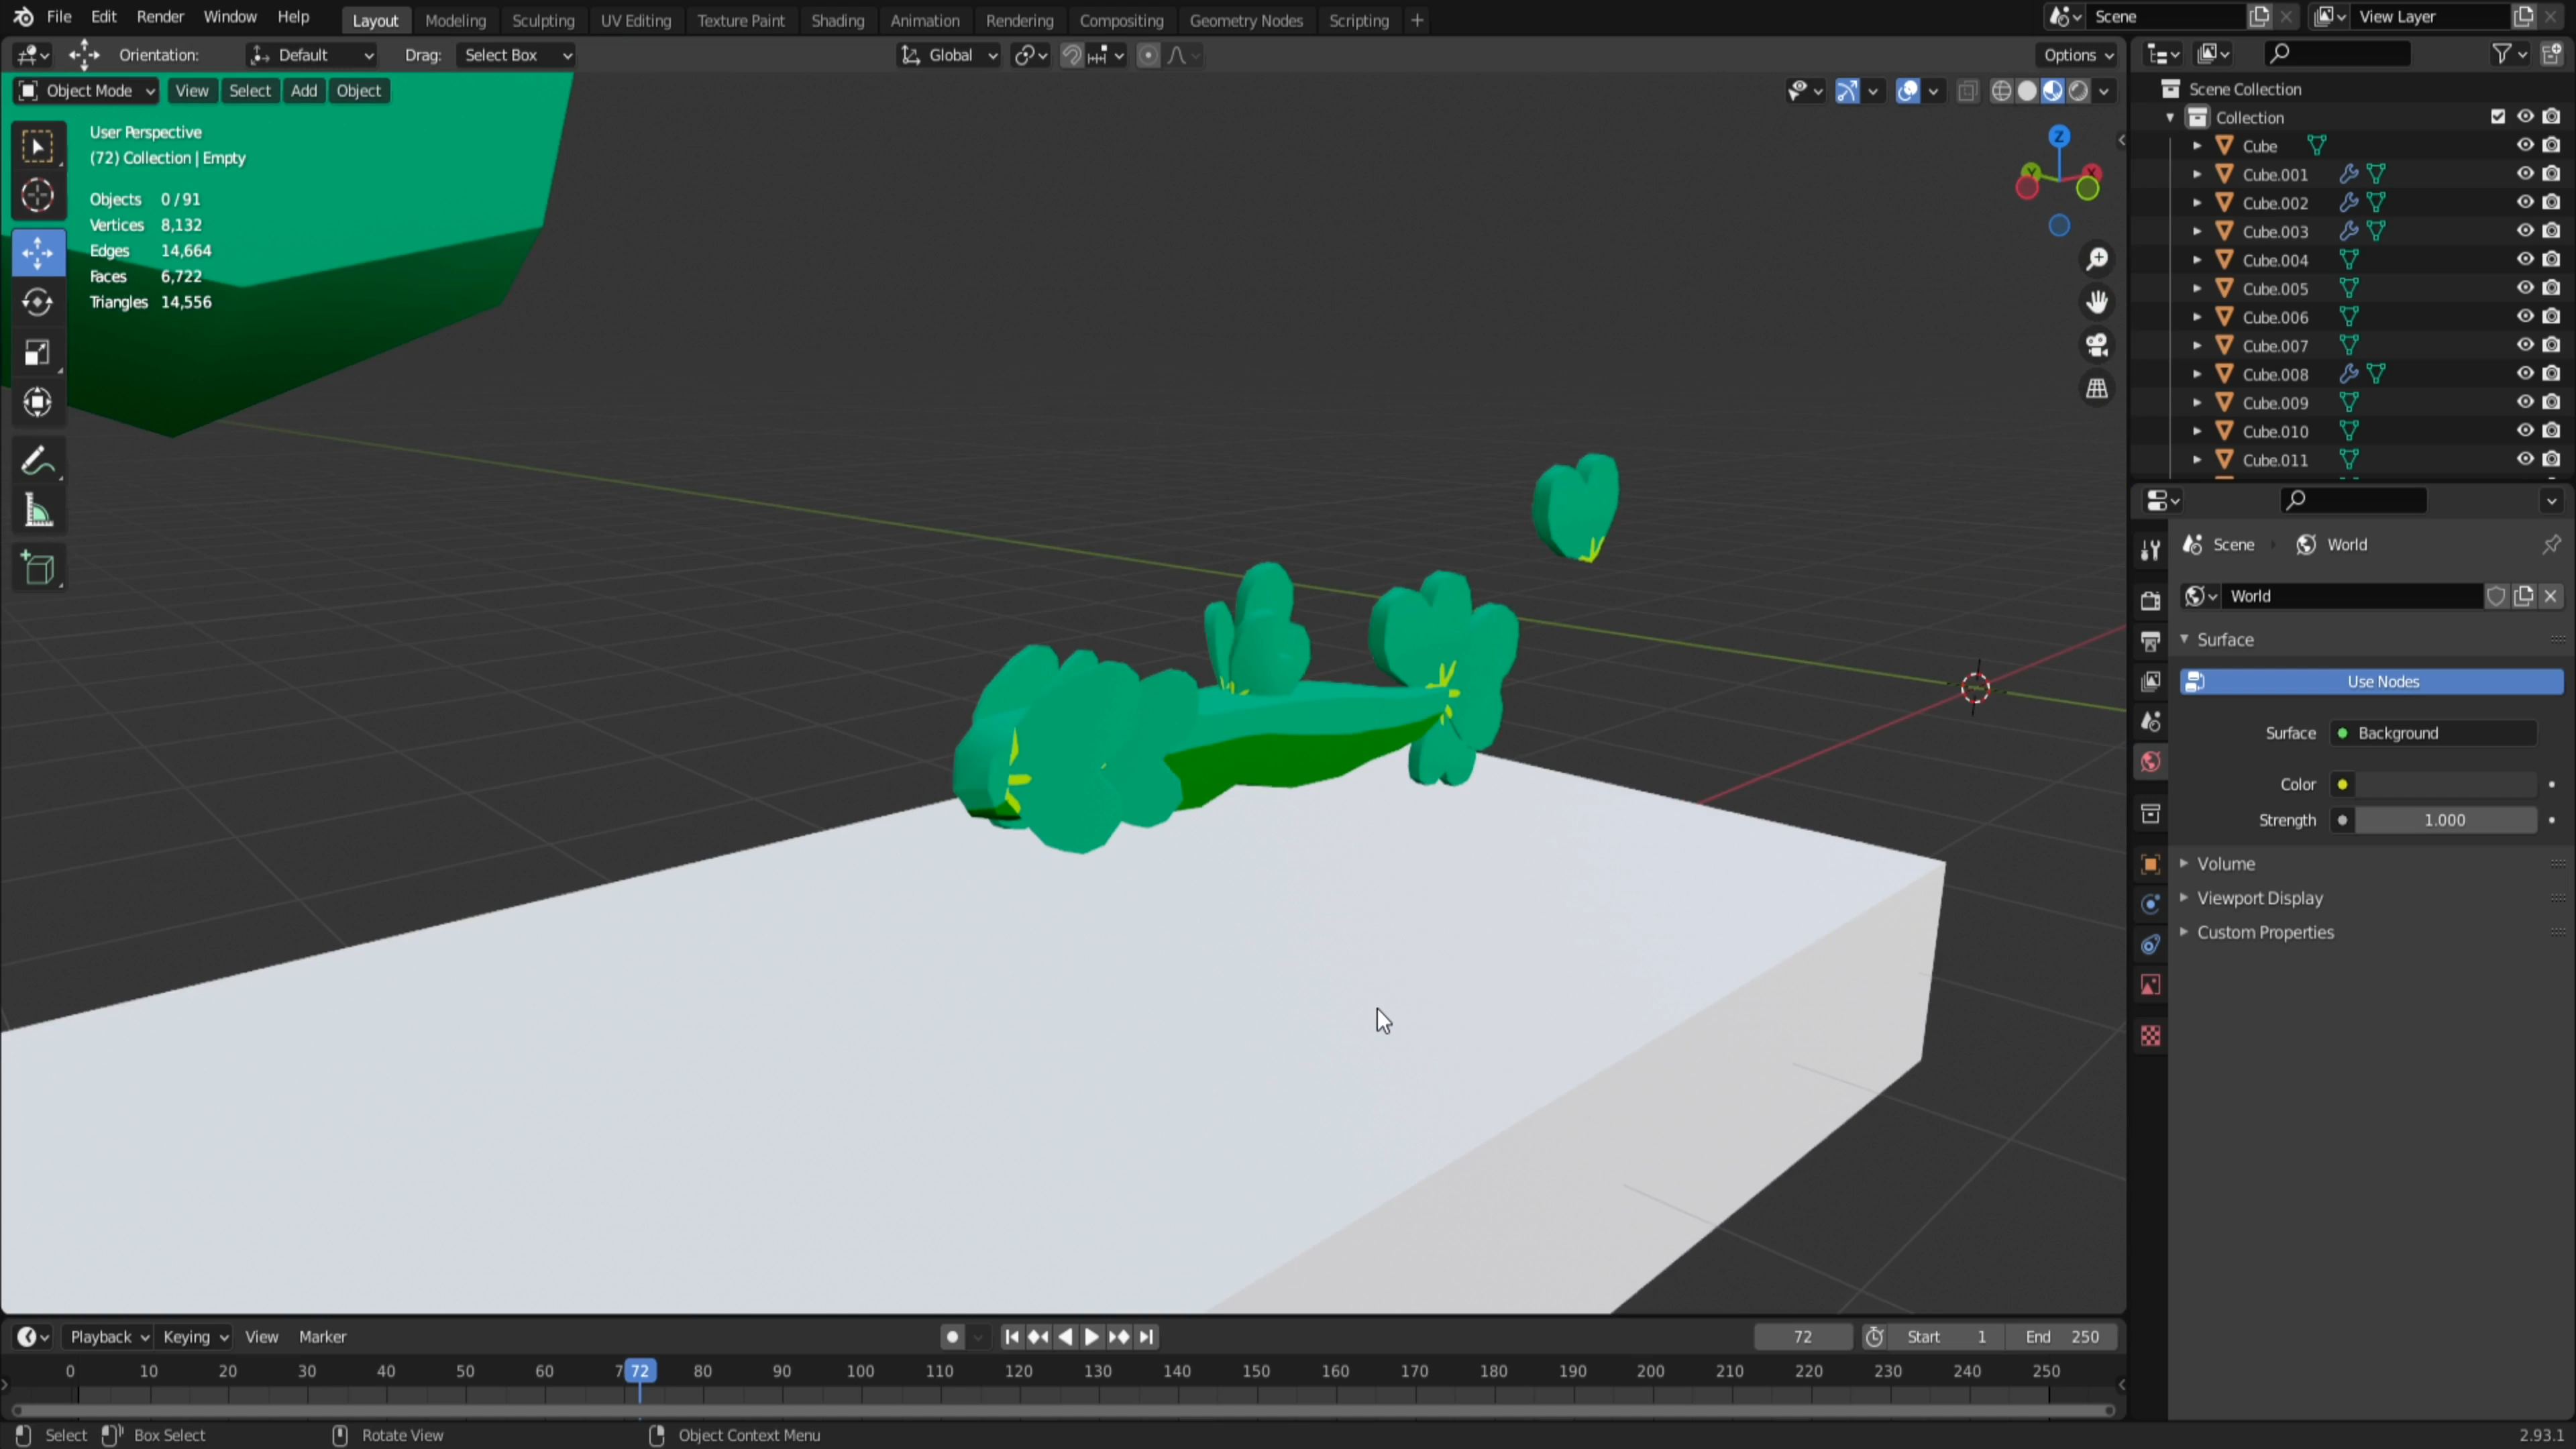 File Edit Render Window Help
Layout Modeling Sculpting UV Editing Texture Paint Shading Animation Rendering Compositing Geometry Nodes Scripting +
Scene
View Layer
Orientation: Default Drag: Select Box
Global
Options
Object Mode View Select Add Object
User Perspective
(72) Collection | Empty
Objects 0 / 91
Vertices 8,132
Edges 14,664
Faces 6,722
Triangles 14,556
Z
Y
X
Scene Collection
Collection
Cube
Cube.001
Cube.002
Cube.003
Cube.004
Cube.005
Cube.006
Cube.007
Cube.008
Cube.009
Cube.010
Cube.011
Scene World
World
Surface
Use Nodes
Surface Background
Color
Strength 1.000
Volume
Viewport Display
Custom Properties
Playback Keying View Marker
72
Start 1
End 250
0 10 20 30 40 50 60 7 72 80 90 100 110 120 130 140 150 160 170 180 190 200 210 220 230 240 250
Select Box Select Rotate View Object Context Menu
2.93.1